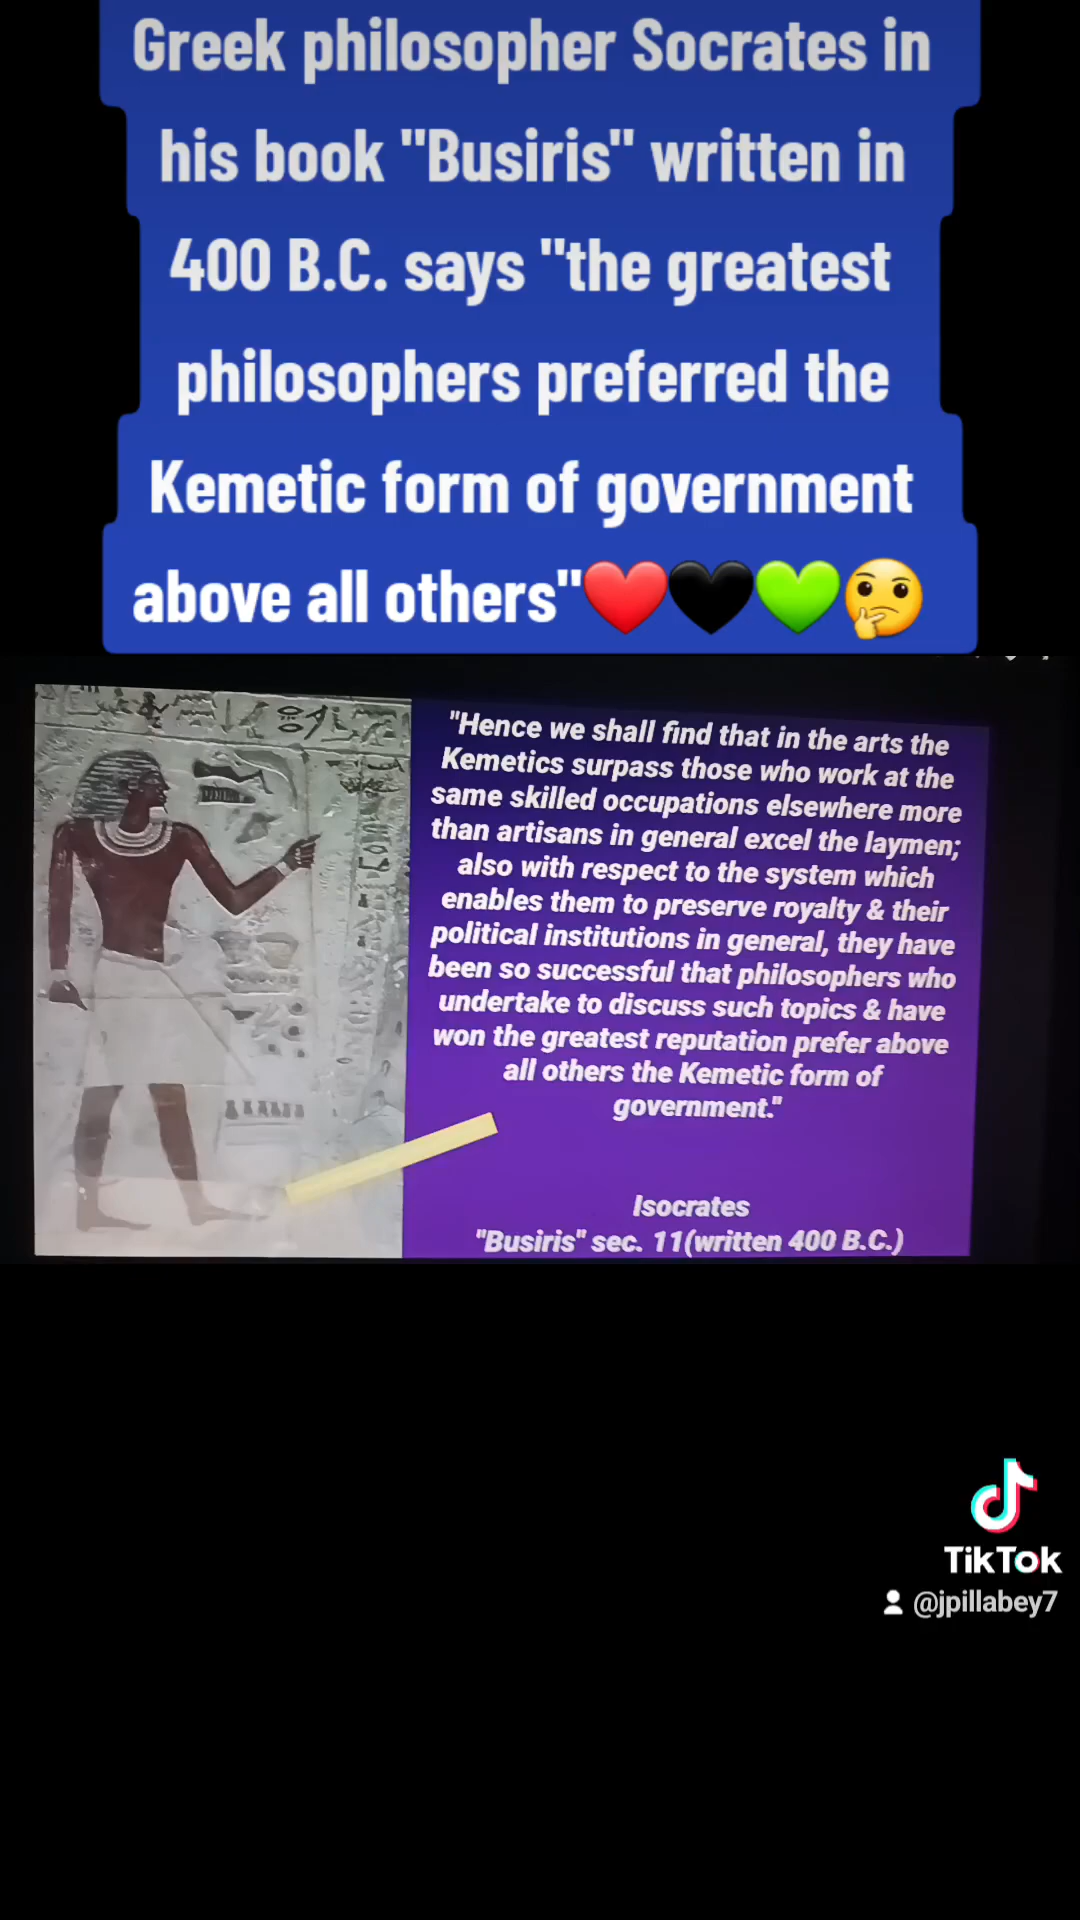 Greek philosopher Socrates in
his book "Busiris" written in
400 B.C. says "the greatest
philosophers preferred the
Kemetic form of government
above all others"❤️🖤💚🤔
"Hence we shall find that in the arts the
Kemetics surpass those who work at the
same skilled occupations elsewhere more
than artisans in general excel the laymen;
also with respect to the system which
enables them to preserve royalty & their
political institutions in general, they have
been so successful that philosophers who
undertake to discuss such topics & have
won the greatest reputation prefer above
all others the Kemetic form of
government."
Isocrates
"Busiris" sec. 11(written 400 B.C.)
TikTok
@jpillabey7